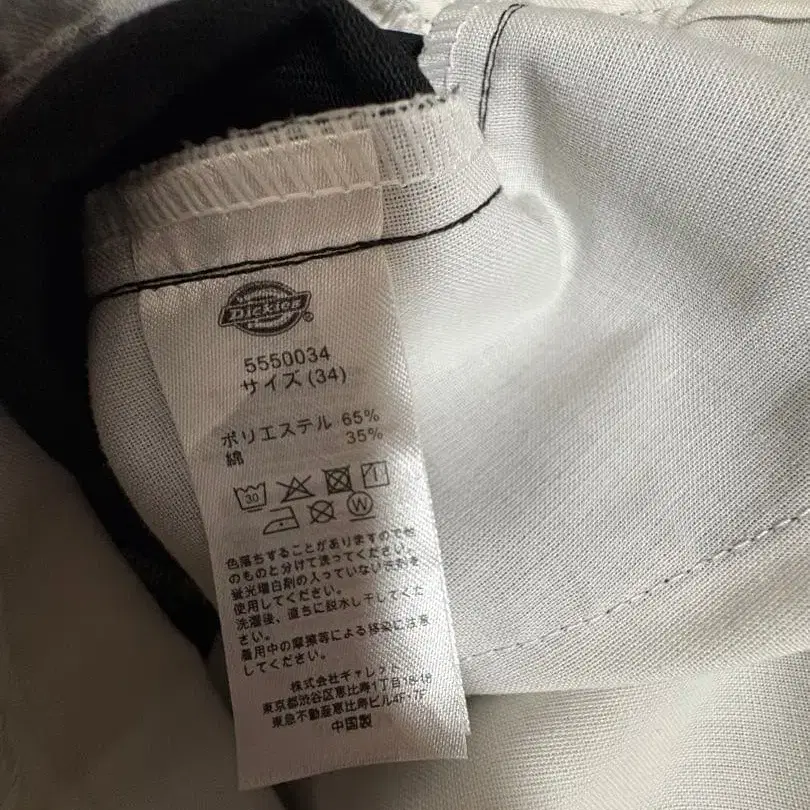 Dickies
5550034
サイズ (34)
ポリエステル 65%
綿 35%
30
W
色落ちすることがありますので他
のものと分けて洗ってください。
蛍光増白剤の入っていない洗剤を
使用してください。
洗濯後、直ちに脱水し干してくだ
さい。
着用中の摩擦等による移染に注意
してください。
株式会社ギャレット
東京都渋谷区恵比寿1丁目18-18
東急不動産恵比寿ビル4F・7F
中国製